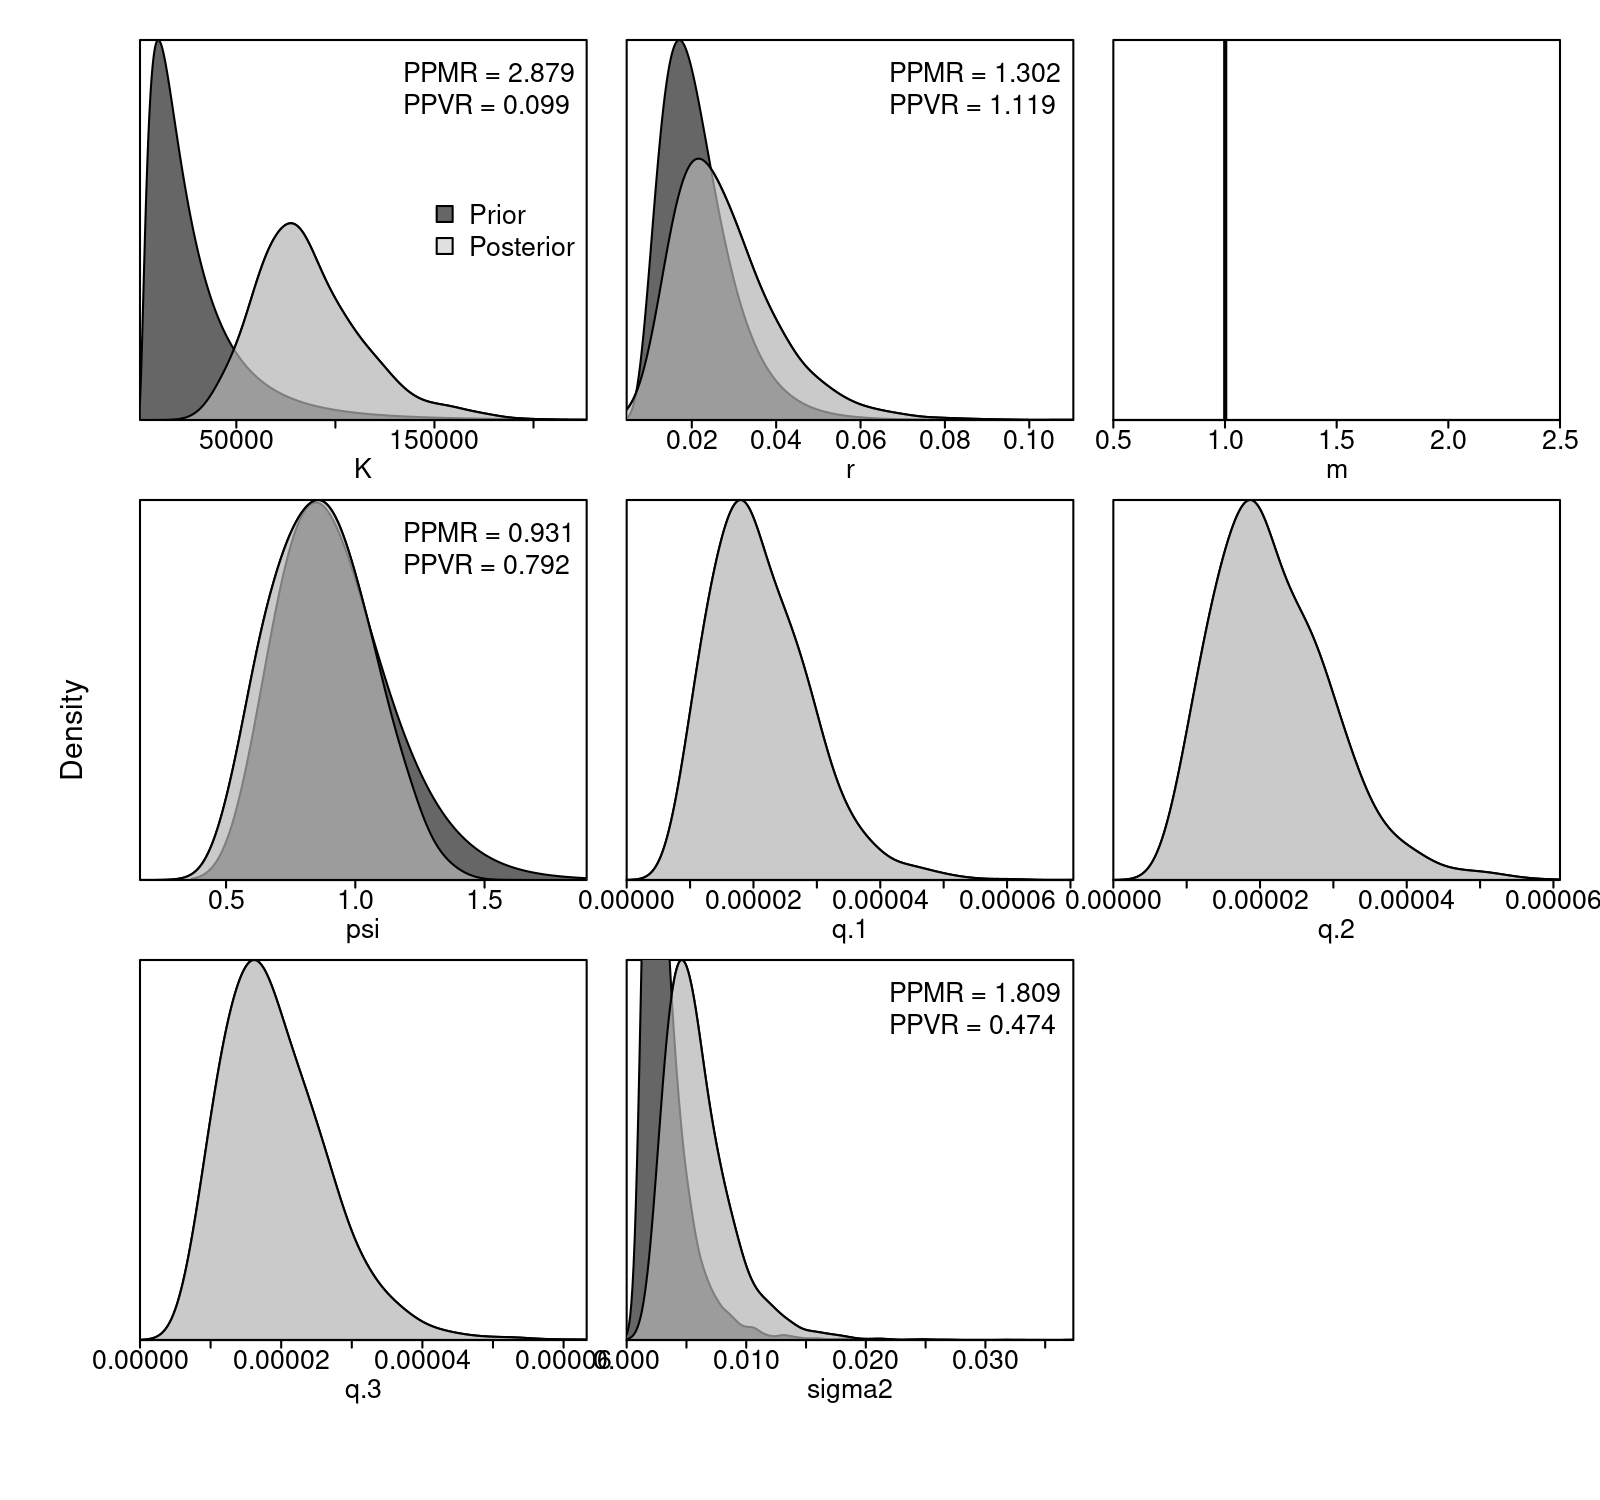 PPMR = 2.879
PPVR = 0.099
Prior
Posterior
50000 150000
K
PPMR = 1.302
PPVR = 1.119
0.02 0.04 0.06 0.08 0.10
r
0.5 1.0 1.5 2.0 2.5
m
Density
PPMR = 0.931
PPVR = 0.792
0.5 1.0 1.5
psi
0.00000 0.00002 0.00004 0.00006
q.1
0.00000 0.00002 0.00004 0.00006
q.2
0.00000 0.00002 0.00004 0.00006
q.3
PPMR = 1.809
PPVR = 0.474
0.000 0.010 0.020 0.030
sigma2